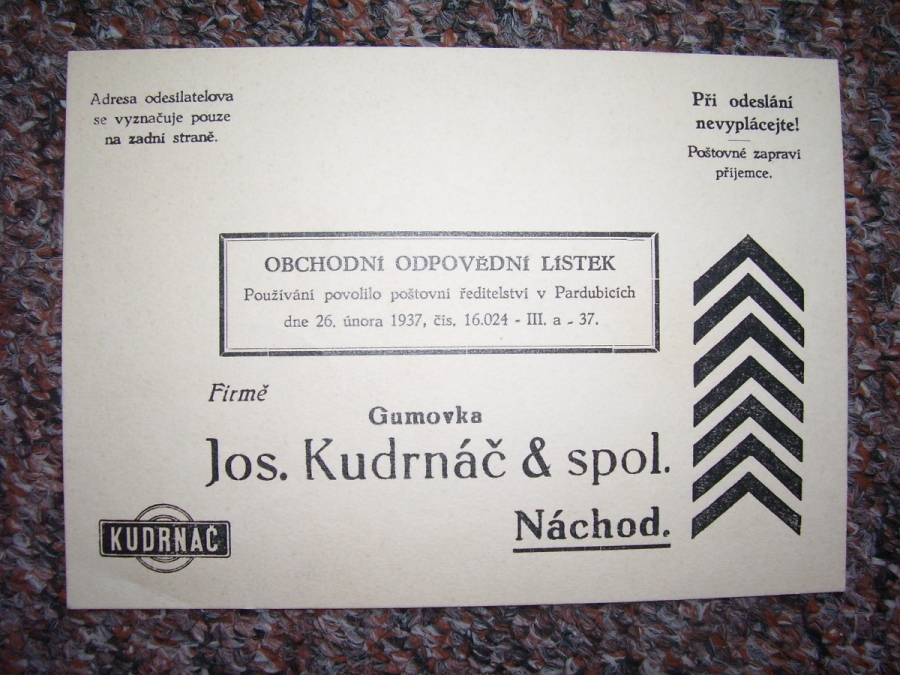 Adresa odesilatelova
se vyznačuje pouze
na zadní straně.
Při odeslání
nevyplácejte!
Poštovné zapraví
příjemce.
OBCHODNÍ ODPOVĚDNÍ LÍSTEK
Používání povolilo poštovní ředitelství v Pardubicích
dne 26. února 1937, čís. 16.024 - III. a - 37.
Firmě
Gumovka
Jos. Kudrnáč & spol.
Náchod.
KUDRNÁČ